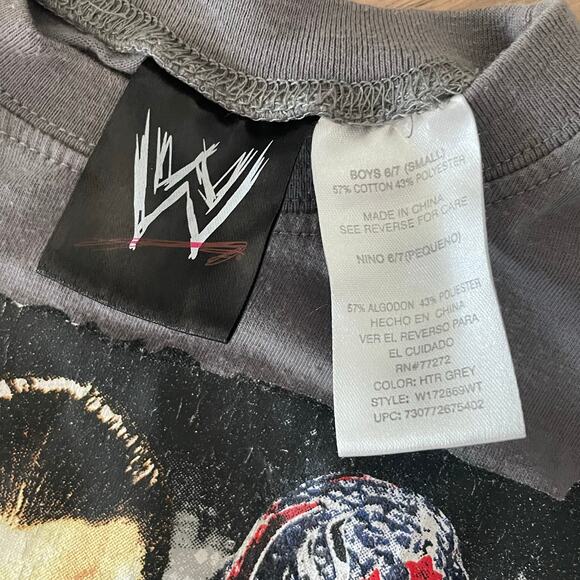 W
BOYS 6/7 (SMALL)
57% COTTON 43% POLYESTER
MADE IN CHINA
SEE REVERSE FOR CARE
NINO 6/7(PEQUENO)
57% ALGODON 43% POLIESTER
HECHO EN CHINA
VER EL REVERSO PARA
EL CUIDADO
RN#77272
COLOR: HTR GREY
STYLE: W172869WT
UPC: 730772675402